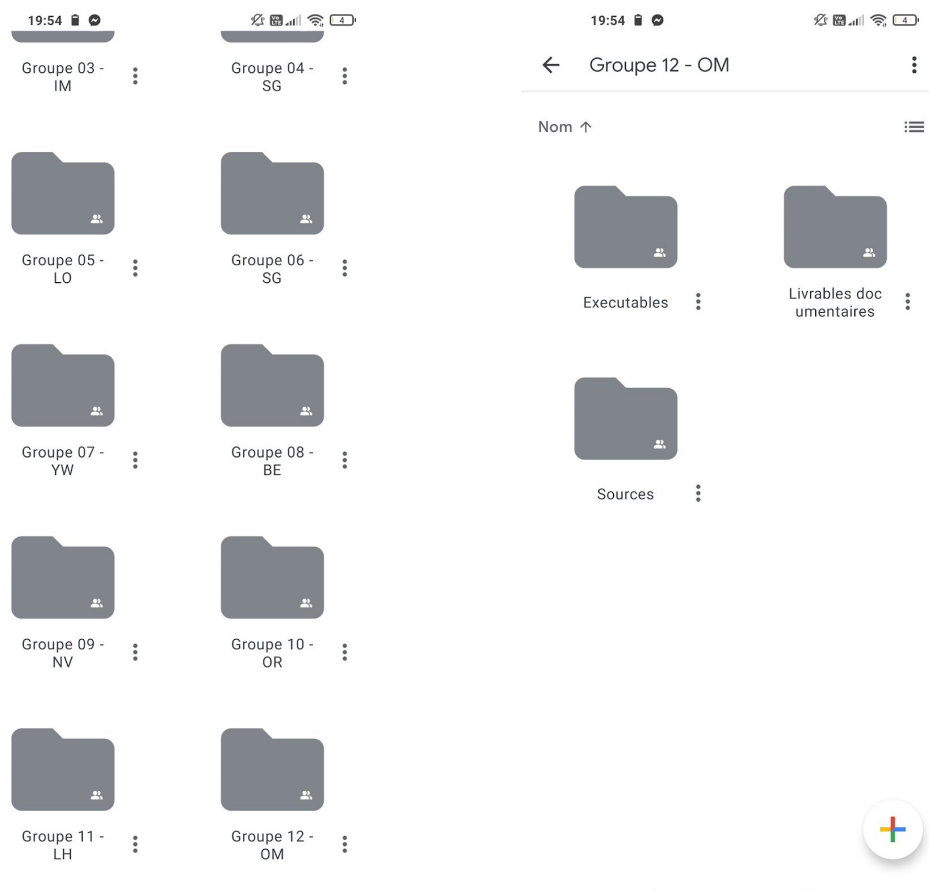 19:54
4
Groupe 03 -
IM
Groupe 04 -
SG
Groupe 05 -
LO
Groupe 06 -
SG
Groupe 07 -
YW
Groupe 08 -
BE
Groupe 09 -
NV
Groupe 10 -
OR
Groupe 11 -
LH
Groupe 12 -
OM
19:54
4
Groupe 12 - OM
Nom
Executables
Livrables doc
umentaires
Sources